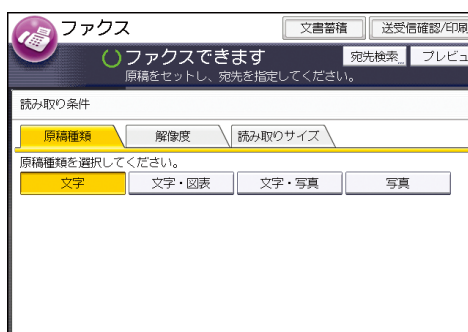 ファクス
文書蓄積
送受信確認/印刷
ファクスできます
宛先検索
プレビュ
原稿をセットし、宛先を指定してください。
読み取り条件
原稿種類
解像度
読み取りサイズ
原稿種類を選択してください。
文字
文字・図表
文字・写真
写真